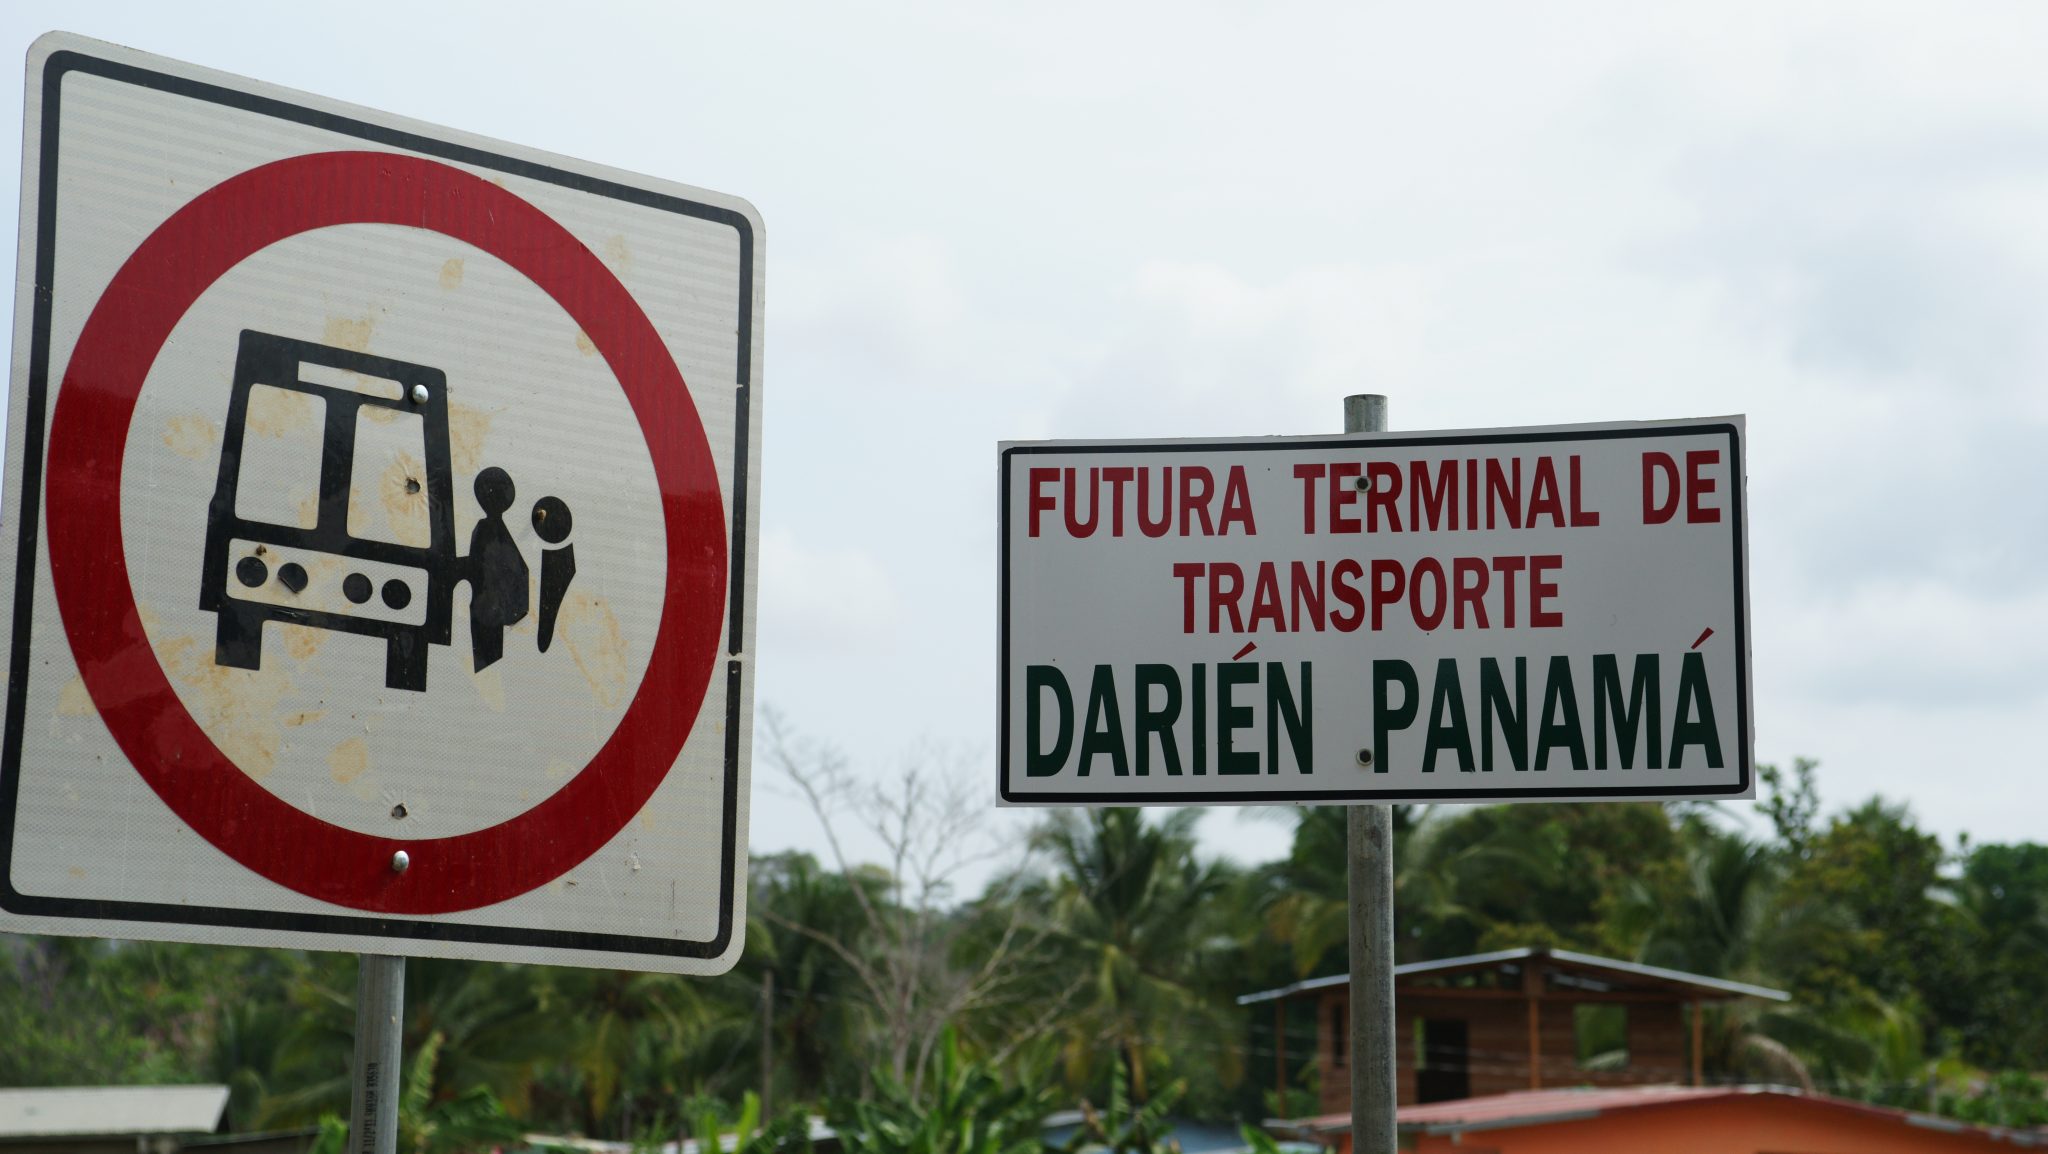 FUTURA TERMINAL DE
TRANSPORTE
DARIÉN PANAMÁ